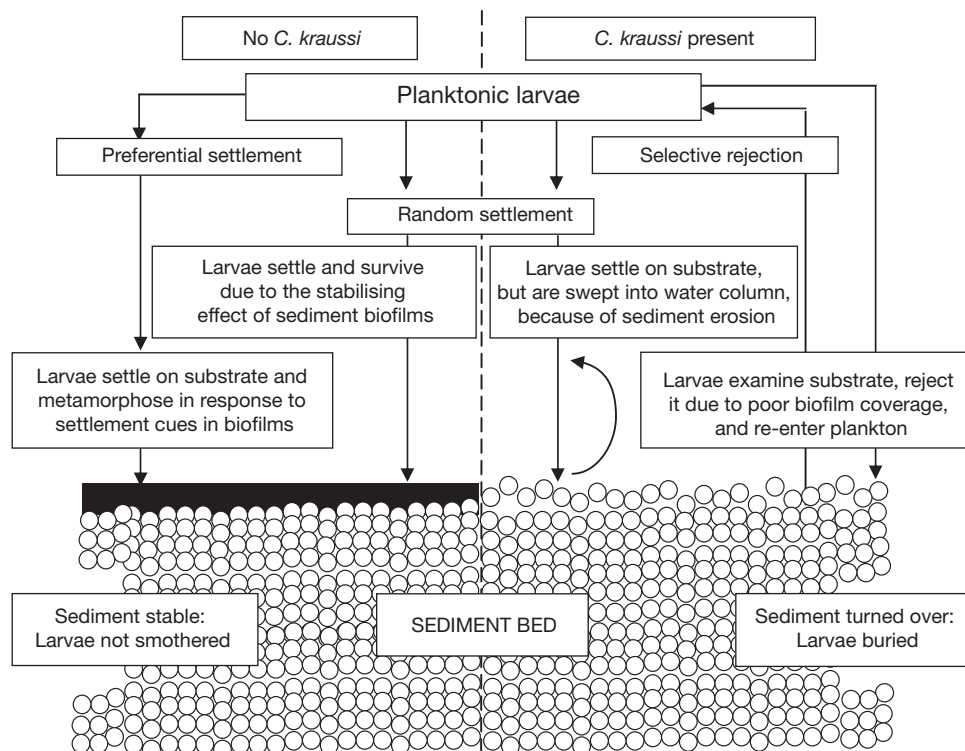 No C. kraussi
C. kraussi present
Planktonic larvae
Preferential settlement
Selective rejection
Random settlement
Larvae settle and survive
due to the stabilising
effect of sediment biofilms
Larvae settle on substrate,
but are swept into water column,
because of sediment erosion
Larvae settle on substrate and
metamorphose in response to
settlement cues in biofilms
Larvae examine substrate, reject
it due to poor biofilm coverage,
and re-enter plankton
Sediment stable:
Larvae not smothered
SEDIMENT BED
Sediment turned over:
Larvae buried